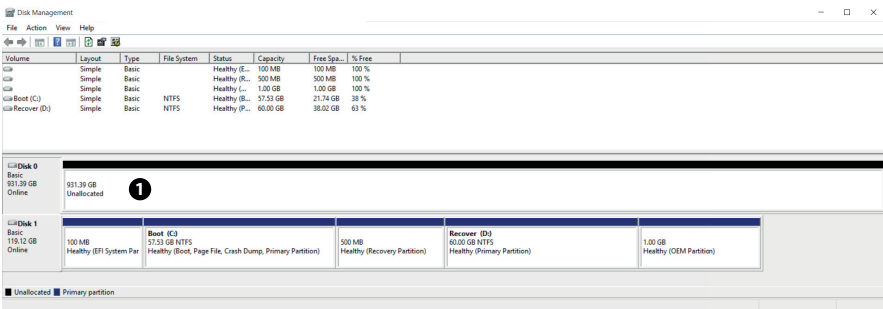 Disk Management
File Action View Help
Volume Layout Type File System Status Capacity Free Spa... % Free
Simple Basic Healthy (E... 100 MB 100 MB 100 %
Simple Basic Healthy (R... 500 MB 500 MB 100 %
Simple Basic Healthy (... 1.00 GB 1.00 GB 100 %
Boot (C:) Simple Basic NTFS Healthy (B... 57.53 GB 21.74 GB 38 %
Recover (D:) Simple Basic NTFS Healthy (P... 60.00 GB 38.02 GB 63 %
Disk 0
Basic
931.39 GB
Online
931.39 GB
Unallocated
1
Disk 1
Basic
119.12 GB
Online
100 MB
Healthy (EFI System Par
Boot (C:)
57.53 GB NTFS
Healthy (Boot, Page File, Crash Dump, Primary Partition)
500 MB
Healthy (Recovery Partition)
Recover (D:)
60.00 GB NTFS
Healthy (Primary Partition)
1.00 GB
Healthy (OEM Partition)
Unallocated Primary partition